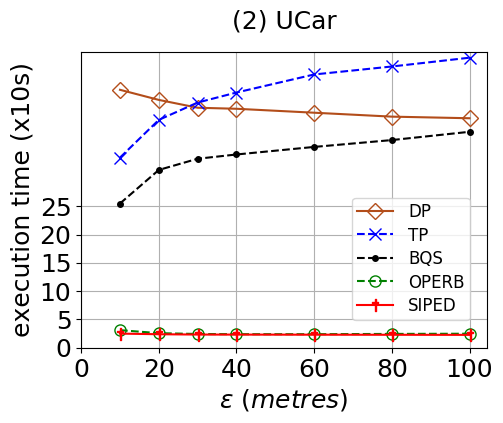 (2) UCar
execution time (x10s)
25
20
15
10
5
0
DP
TP
BQS
OPERB
SIPED
0 20 40 60 80 100
ε (metres)